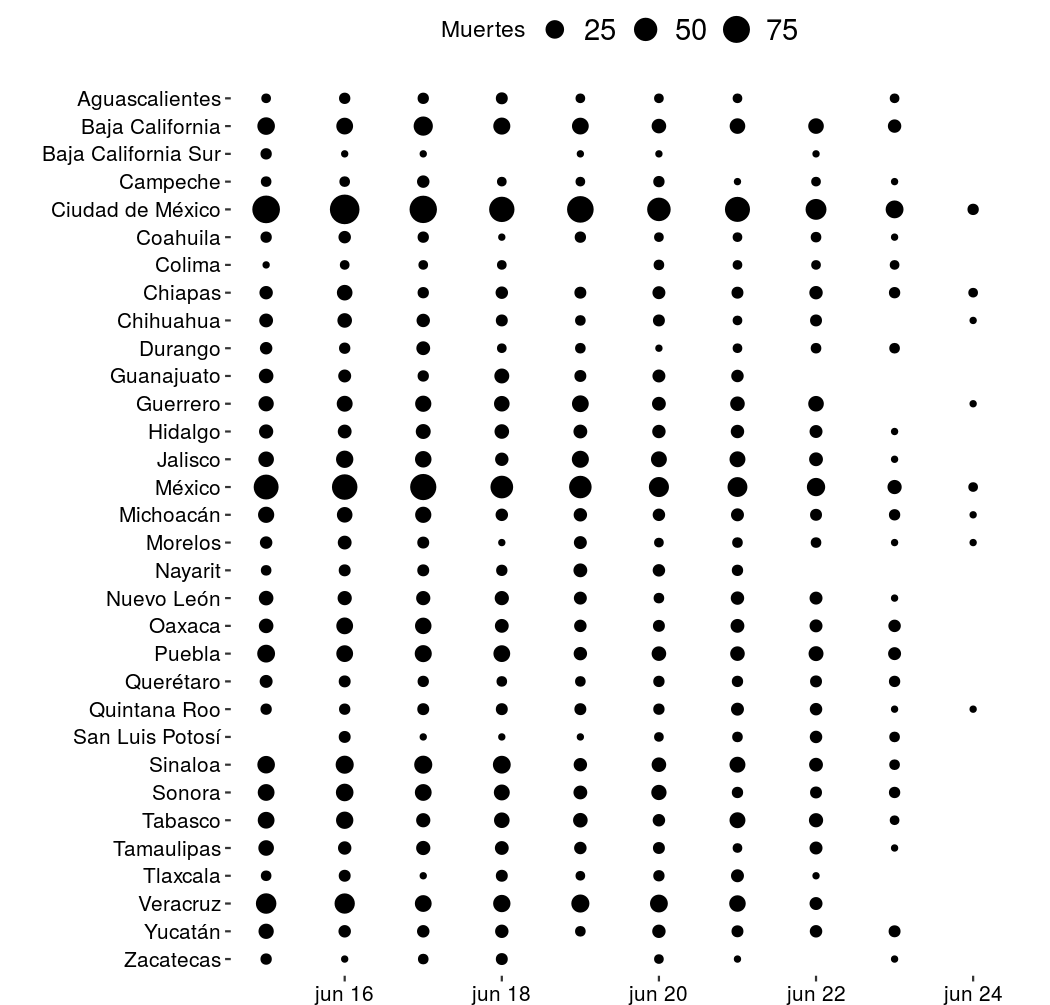 Muertes 25 50 75
Aguascalientes
Baja California
Baja California Sur
Campeche
Ciudad de México
Coahuila
Colima
Chiapas
Chihuahua
Durango
Guanajuato
Guerrero
Hidalgo
Jalisco
México
Michoacán
Morelos
Nayarit
Nuevo León
Oaxaca
Puebla
Querétaro
Quintana Roo
San Luis Potosí
Sinaloa
Sonora
Tabasco
Tamaulipas
Tlaxcala
Veracruz
Yucatán
Zacatecas
jun 16 jun 18 jun 20 jun 22 jun 24